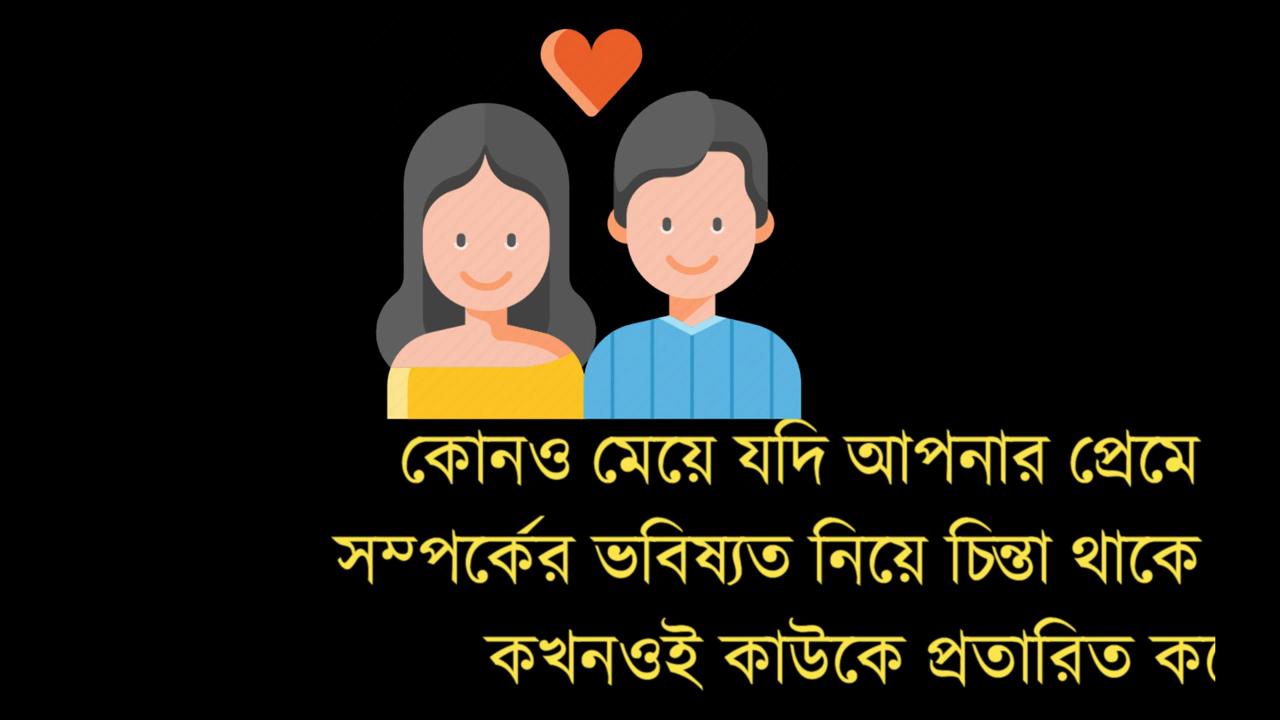 কোনও মেয়ে যদি আপনার প্রেমে
সম্পর্কের ভবিষ্যত নিয়ে চিন্তা থাকে
কখনওই কাউকে প্রতারিত